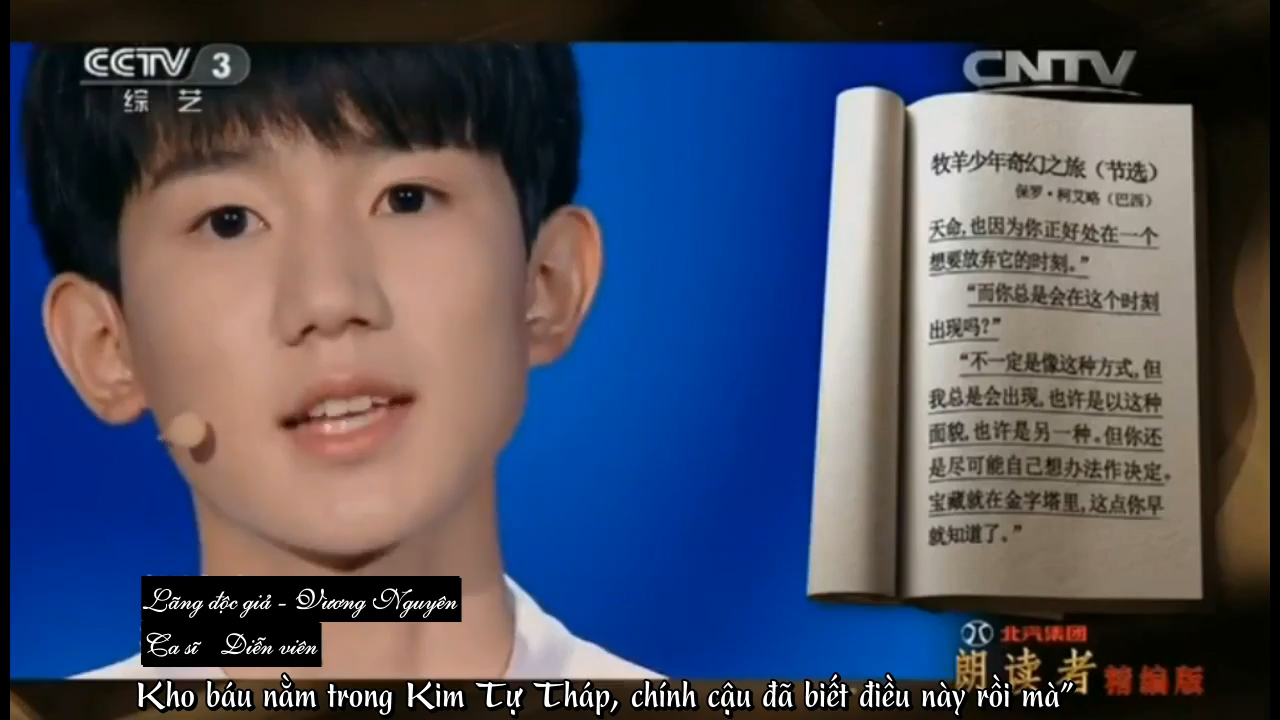 CCTV 3
综艺
CNTV
牧羊少年奇幻之旅（节选）
保罗·柯艾略（巴西）
天命,也因为你正好处在一个
想要放弃它的时刻。”
“而你总是会在这个时刻
出现吗?”
“不一定是像这种方式,但
我总是会出现,也许是以这种
面貌,也许是另一种。但你还
是尽可能自己想办法作决定。
宝藏就在金字塔里,这点你早
就知道了。”
Lãng độc giả - Vương Nguyên
Ca sĩ Diễn viên
北汽集团
朗读者 精编版
Kho báu nằm trong Kim Tự Tháp, chính cậu đã biết điều này rồi mà”